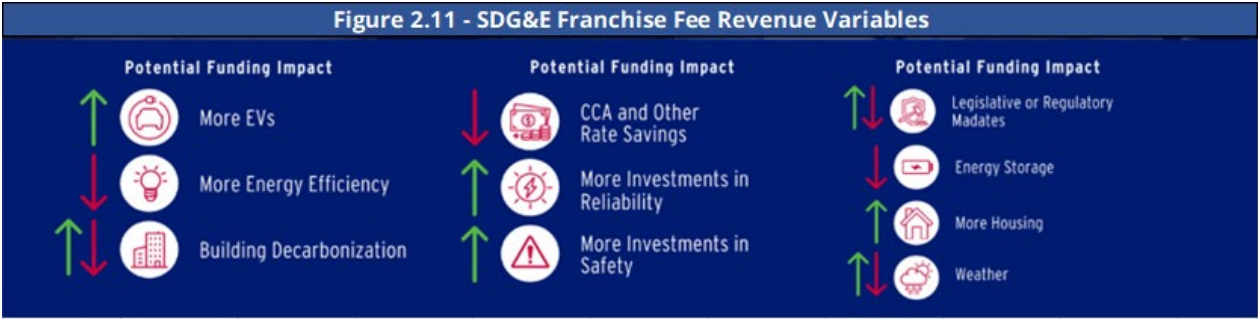 Figure 2.11 - SDG&E Franchise Fee Revenue Variables
Potential Funding Impact
More EVs
More Energy Efficiency
Building Decarbonization
Potential Funding Impact
CCA and Other
Rate Savings
More Investments in
Reliability
More Investments in
Safety
Potential Funding Impact
Legislative or Regulatory
Madates
Energy Storage
More Housing
Weather